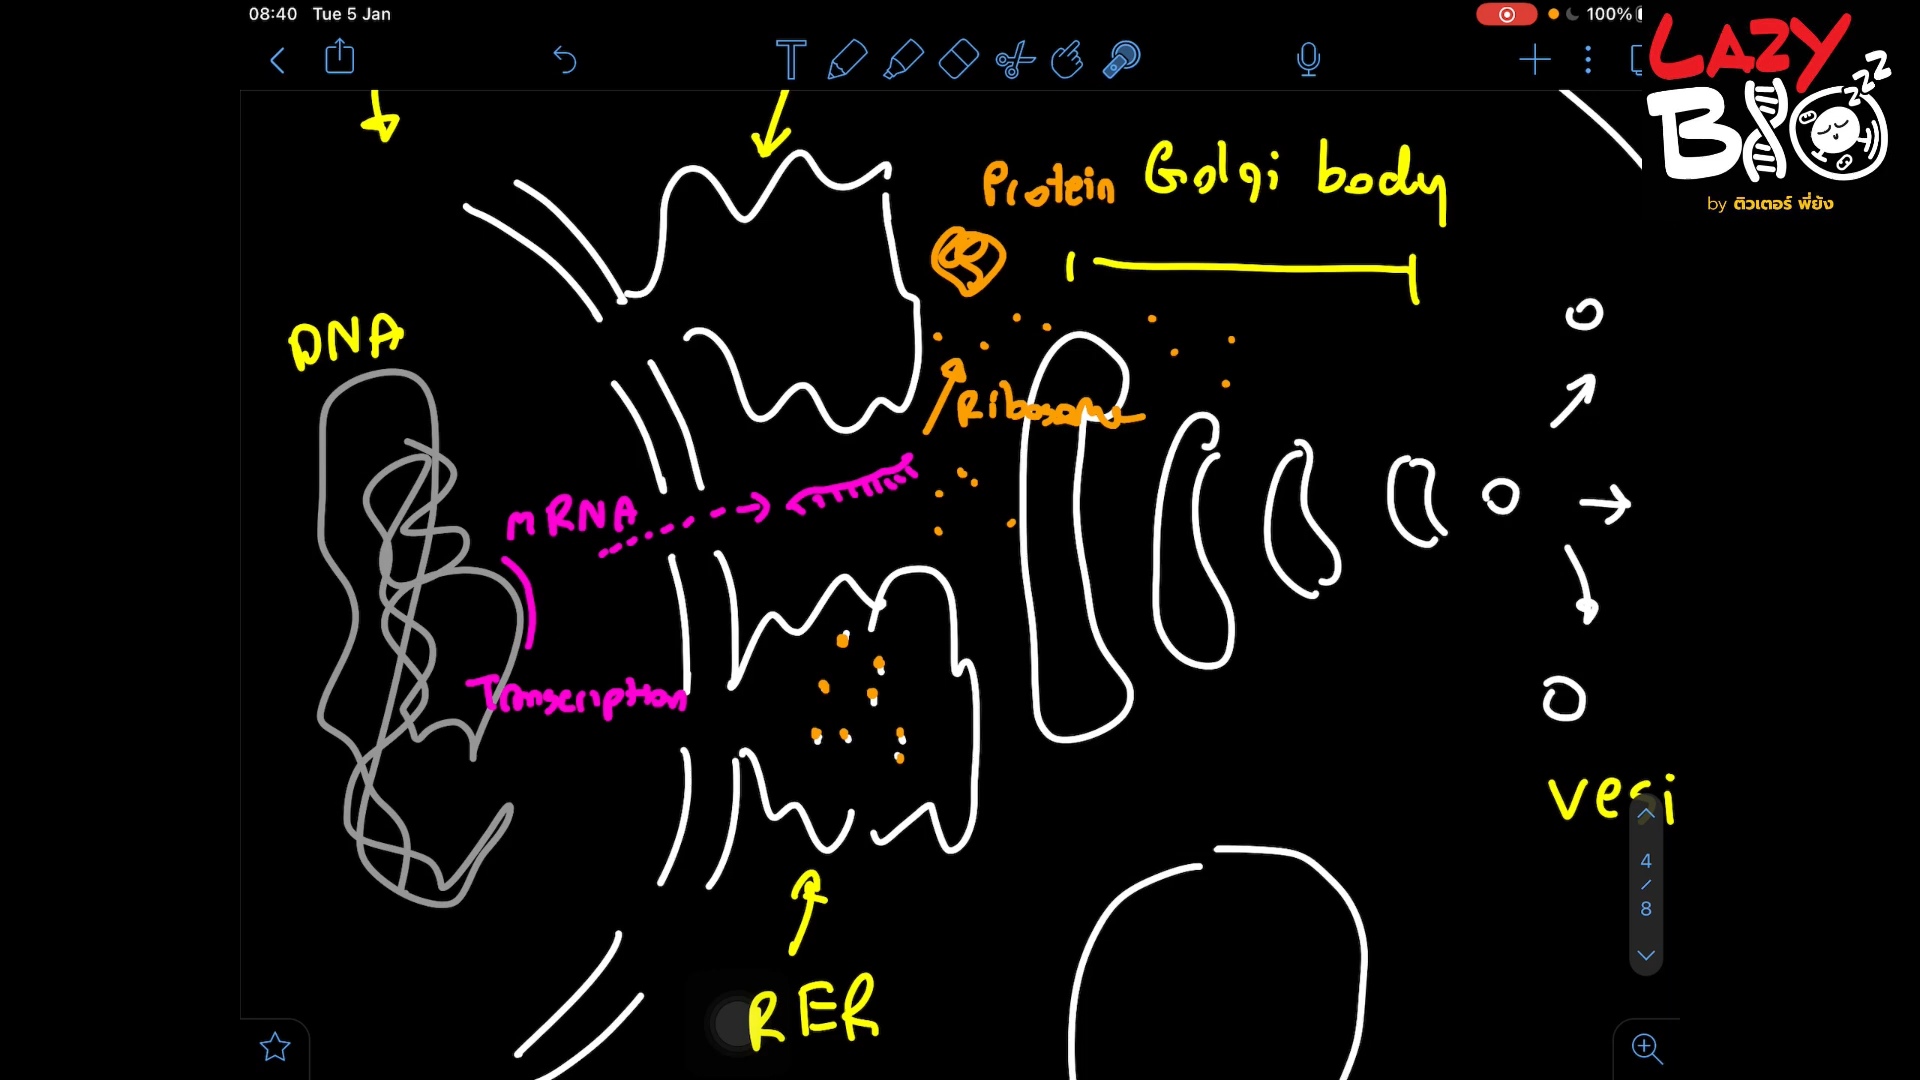 08:40 Tue 5 Jan
100%
LAZY
BIO
zzz
by ติวเตอร์ พี่ยัง
Protein Golgi body
DNA
Ribosome
mRNA
Transcription
vesi
4
/
8
RER